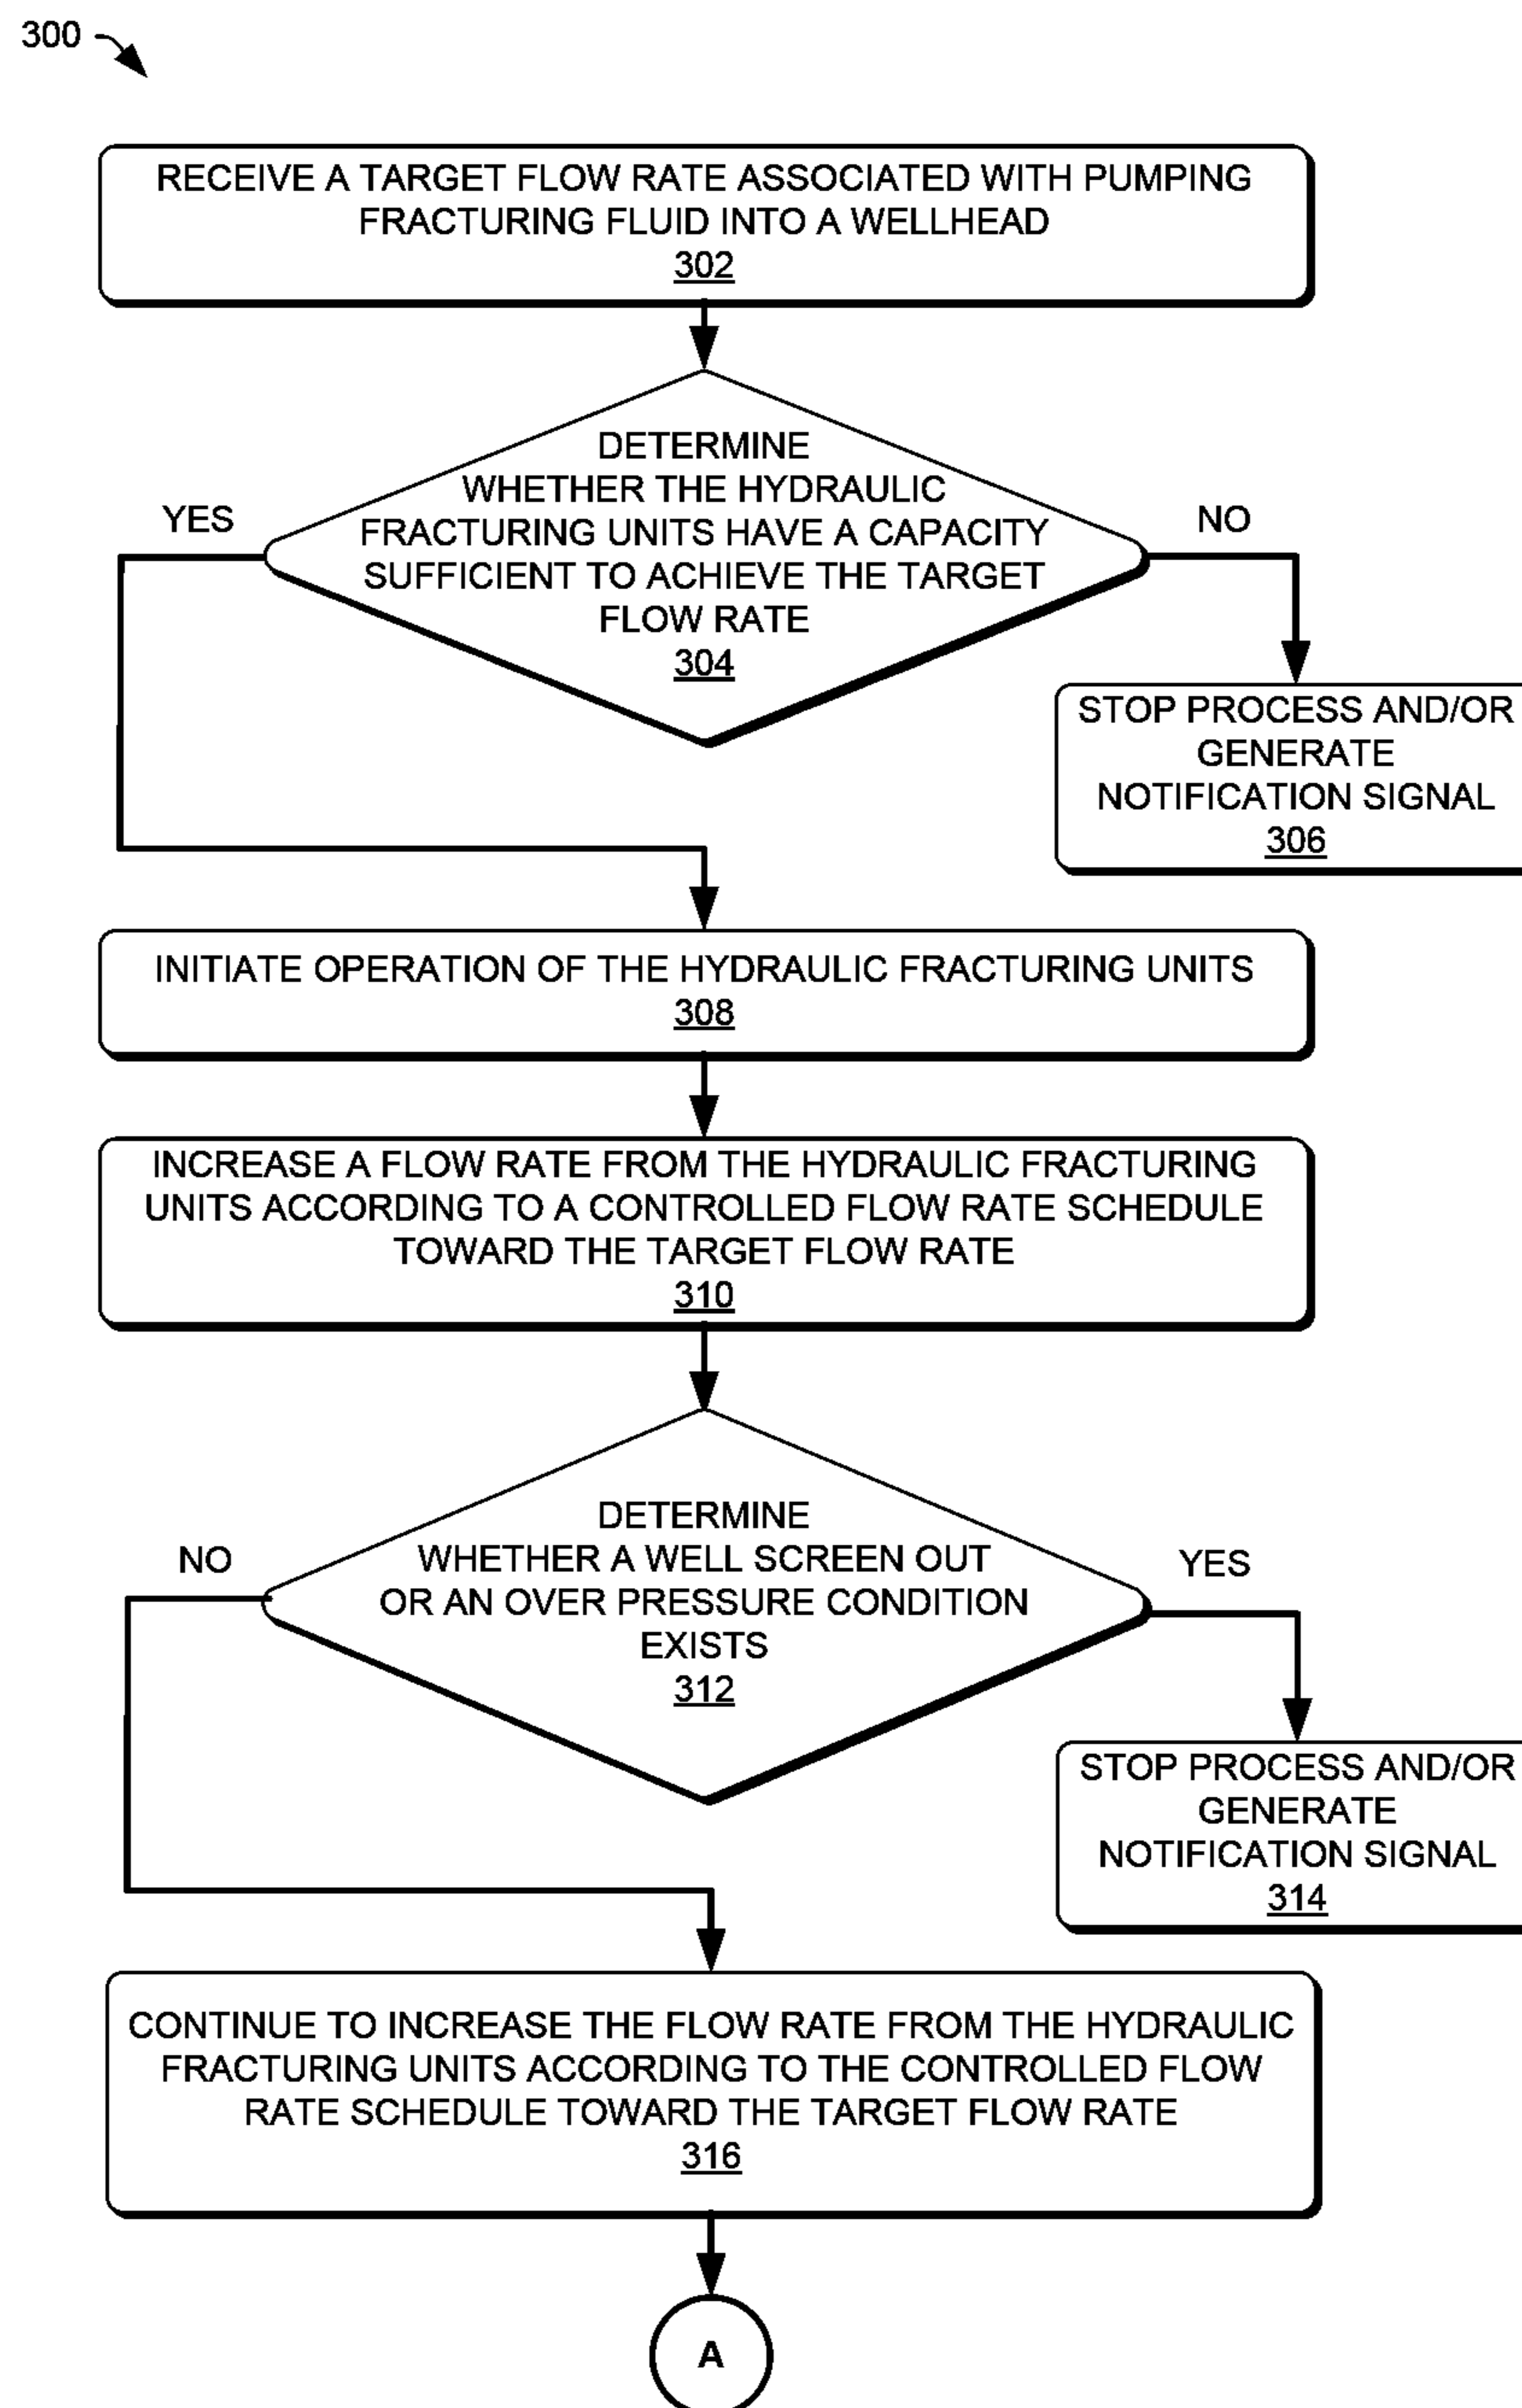 300
RECEIVE A TARGET FLOW RATE ASSOCIATED WITH PUMPING
FRACTURING FLUID INTO A WELLHEAD
302
DETERMINE
WHETHER THE HYDRAULIC
FRACTURING UNITS HAVE A CAPACITY
SUFFICIENT TO ACHIEVE THE TARGET
FLOW RATE
304
YES
NO
STOP PROCESS AND/OR
GENERATE
NOTIFICATION SIGNAL
306
INITIATE OPERATION OF THE HYDRAULIC FRACTURING UNITS
308
INCREASE A FLOW RATE FROM THE HYDRAULIC FRACTURING
UNITS ACCORDING TO A CONTROLLED FLOW RATE SCHEDULE
TOWARD THE TARGET FLOW RATE
310
DETERMINE
WHETHER A WELL SCREEN OUT
OR AN OVER PRESSURE CONDITION
EXISTS
312
NO
YES
STOP PROCESS AND/OR
GENERATE
NOTIFICATION SIGNAL
314
CONTINUE TO INCREASE THE FLOW RATE FROM THE HYDRAULIC
FRACTURING UNITS ACCORDING TO THE CONTROLLED FLOW
RATE SCHEDULE TOWARD THE TARGET FLOW RATE
316
A